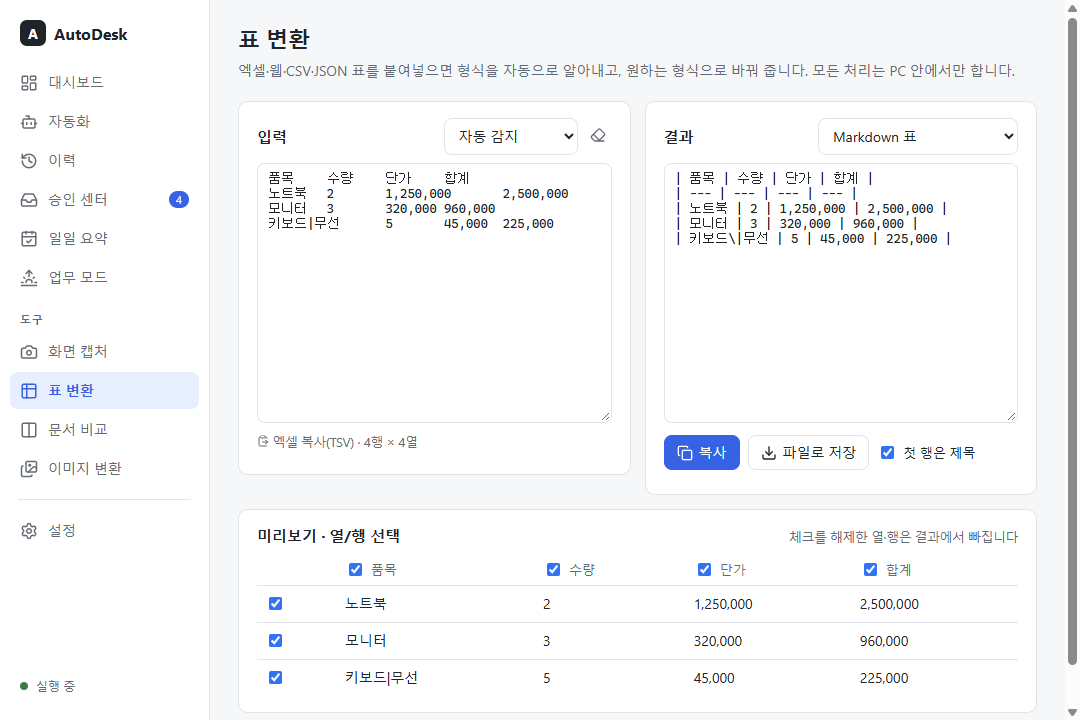 A AutoDesk
대시보드
자동화
이력
승인 센터 4
일일 요약
업무 모드
도구
화면 캡처
표 변환
문서 비교
이미지 변환
설정
실행 중
표 변환
엑셀·웹·CSV·JSON 표를 붙여넣으면 형식을 자동으로 알아내고, 원하는 형식으로 바꿔 줍니다. 모든 처리는 PC 안에서만 합니다.
입력 자동 감지
품목 수량 단가 합계
노트북 2 1,250,000 2,500,000
모니터 3 320,000 960,000
키보드|무선 5 45,000 225,000
엑셀 복사(TSV) · 4행 × 4열
결과 Markdown 표
| 품목 | 수량 | 단가 | 합계 |
| --- | --- | --- | --- |
| 노트북 | 2 | 1,250,000 | 2,500,000 |
| 모니터 | 3 | 320,000 | 960,000 |
| 키보드\|무선 | 5 | 45,000 | 225,000 |
복사 파일로 저장 첫 행은 제목
미리보기 · 열/행 선택 체크를 해제한 열·행은 결과에서 빠집니다
품목 수량 단가 합계
노트북 2 1,250,000 2,500,000
모니터 3 320,000 960,000
키보드|무선 5 45,000 225,000